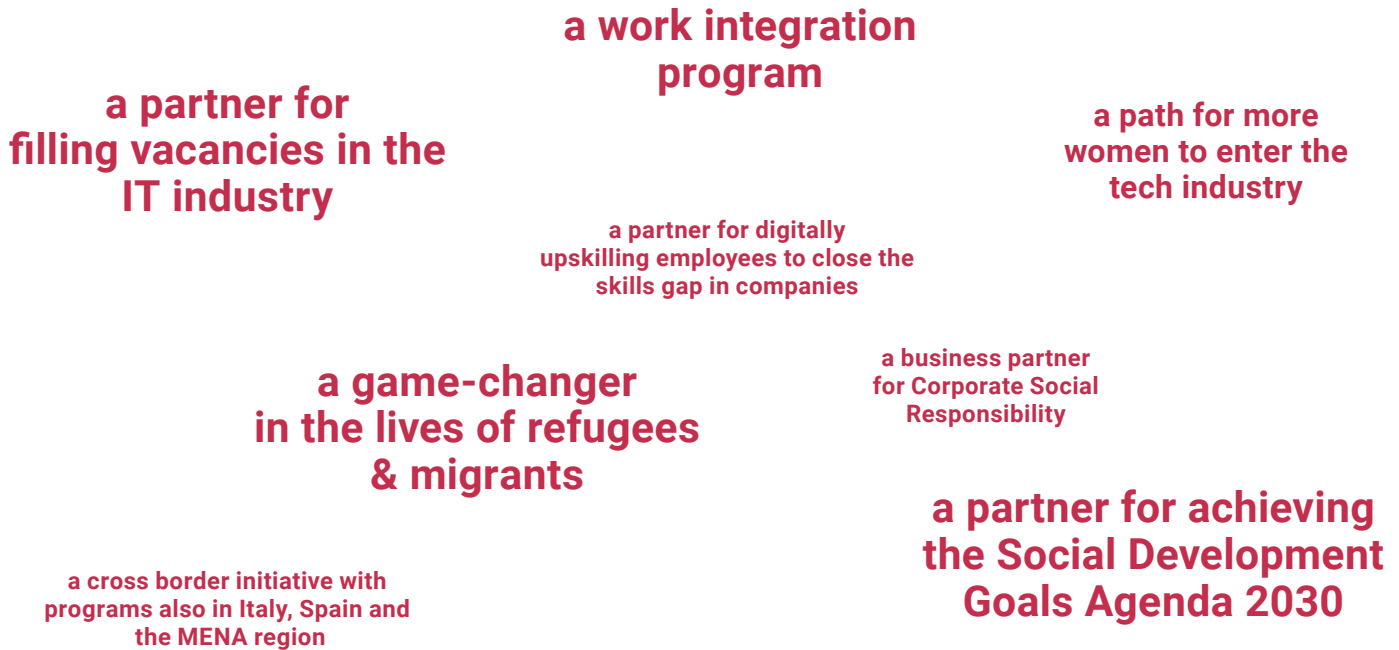 a work integration
program
a partner for
filling vacancies in the
IT industry
a path for more
women to enter the
tech industry
a partner for digitally
upskilling employees to close the
skills gap in companies
a game-changer
in the lives of refugees
& migrants
a business partner
for Corporate Social
Responsibility
a partner for achieving
the Social Development
Goals Agenda 2030
a cross border initiative with
programs also in Italy, Spain and
the MENA region